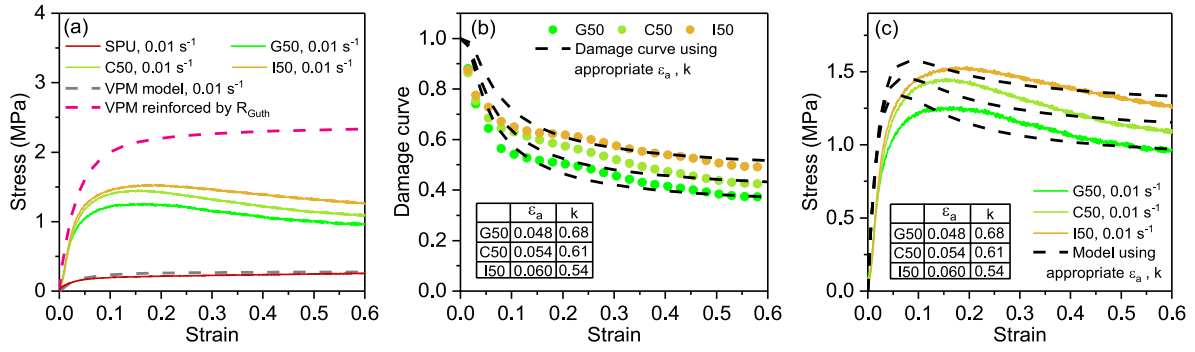 (a)
SPU, 0.01 s⁻¹
G50, 0.01 s⁻¹
C50, 0.01 s⁻¹
I50, 0.01 s⁻¹
VPM model, 0.01 s⁻¹
VPM reinforced by R_Guth
Stress (MPa)
4
3
2
1
0
0.0 0.1 0.2 0.3 0.4 0.5 0.6
Strain
(b)
G50 C50 I50
Damage curve using
appropriate εₐ , k
Damage curve
1.0
0.8
0.6
0.4
0.2
0.0
εₐ k
G50 0.048 0.68
C50 0.054 0.61
I50 0.060 0.54
0.0 0.1 0.2 0.3 0.4 0.5 0.6
Strain
(c)
Stress (MPa)
1.5
1.0
0.5
0.0
εₐ k
G50 0.048 0.68
C50 0.054 0.61
I50 0.060 0.54
G50, 0.01 s⁻¹
C50, 0.01 s⁻¹
I50, 0.01 s⁻¹
Model using
appropriate εₐ , k
0.0 0.1 0.2 0.3 0.4 0.5 0.6
Strain